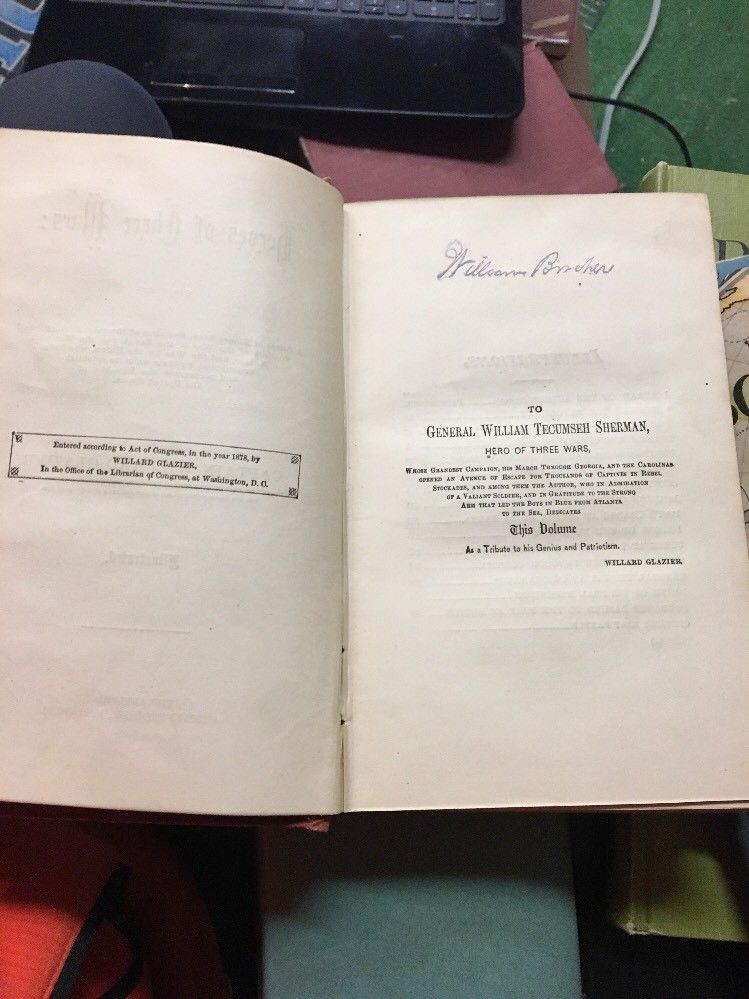 Entered according to Act of Congress, in the year 1878, by
WILLARD GLAZIER,
In the Office of the Librarian of Congress, at Washington, D. C.
William
TO
GENERAL WILLIAM TECUMSEH SHERMAN,
HERO OF THREE WARS,
WHOSE GRANDEST CAMPAIGN, HIS MARCH THROUGH GEORGIA, AND THE CAROLINAS
OPENED AN AVENUE OF ESCAPE FOR THOUSANDS OF CAPTIVES IN REBEL
STOCKADES, AND AMONG THEM THE AUTHOR, WHO IN ADMIRATION
OF A VALIANT SOLDIER, AND IN GRATITUDE TO THE STRONG
ARM THAT LED THE BOYS IN BLUE FROM ATLANTA
TO THE SEA, DEDICATES
This Volume
AS A TRIBUTE TO HIS GENIUS AND PATRIOTISM.
WILLARD GLAZIER.